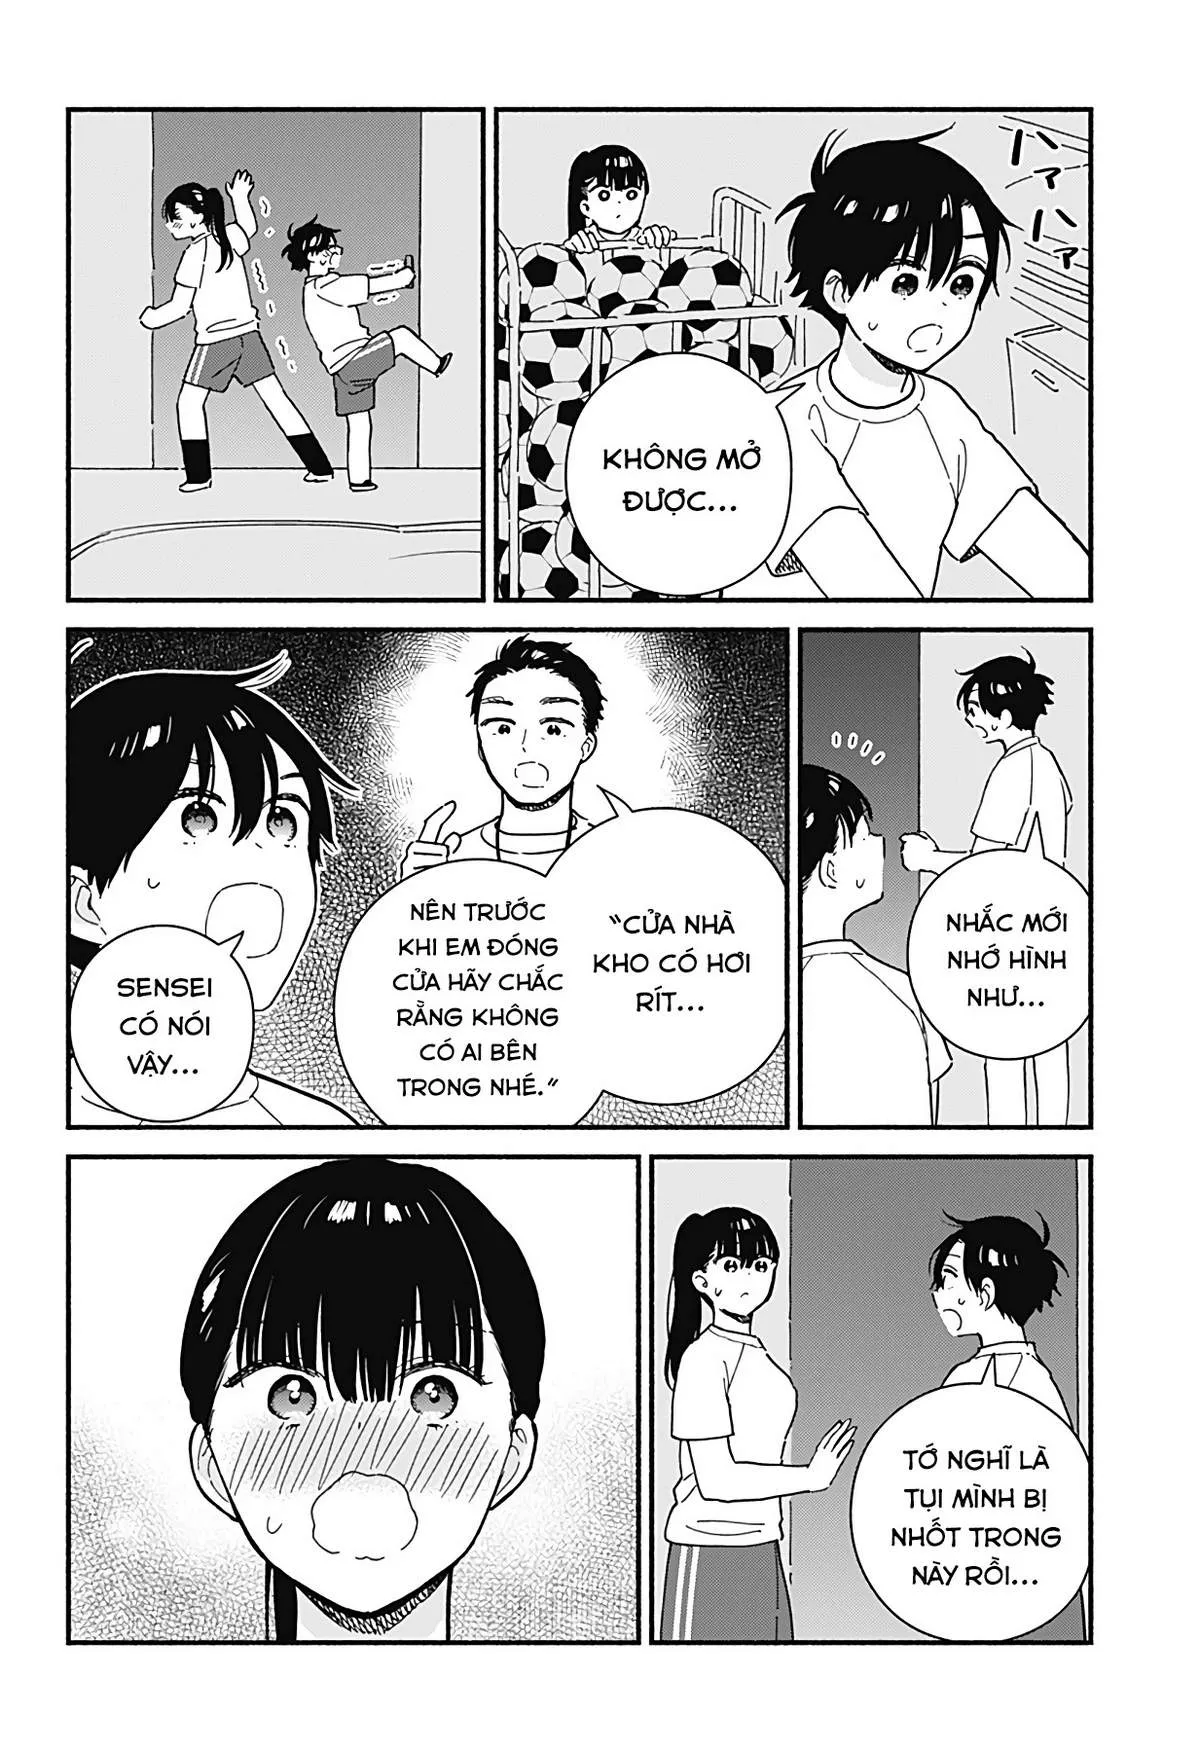 ハァ
ハァ
KHÔNG MỞ
ĐƯỢC...
NHẮC MỚI
NHỚ HÌNH
NHƯ...
“CỬA NHÀ
KHO CÓ HƠI
RÍT...
NÊN TRƯỚC
KHI EM ĐÓNG
CỬA HÃY CHẮC
RẰNG KHÔNG
CÓ AI BÊN
TRONG NHÉ.”
SENSEI
CÓ NÓI
VẬY...
TỚ NGHĨ LÀ
TỤI MÌNH BỊ
NHỐT TRONG
NÀY RỒI...